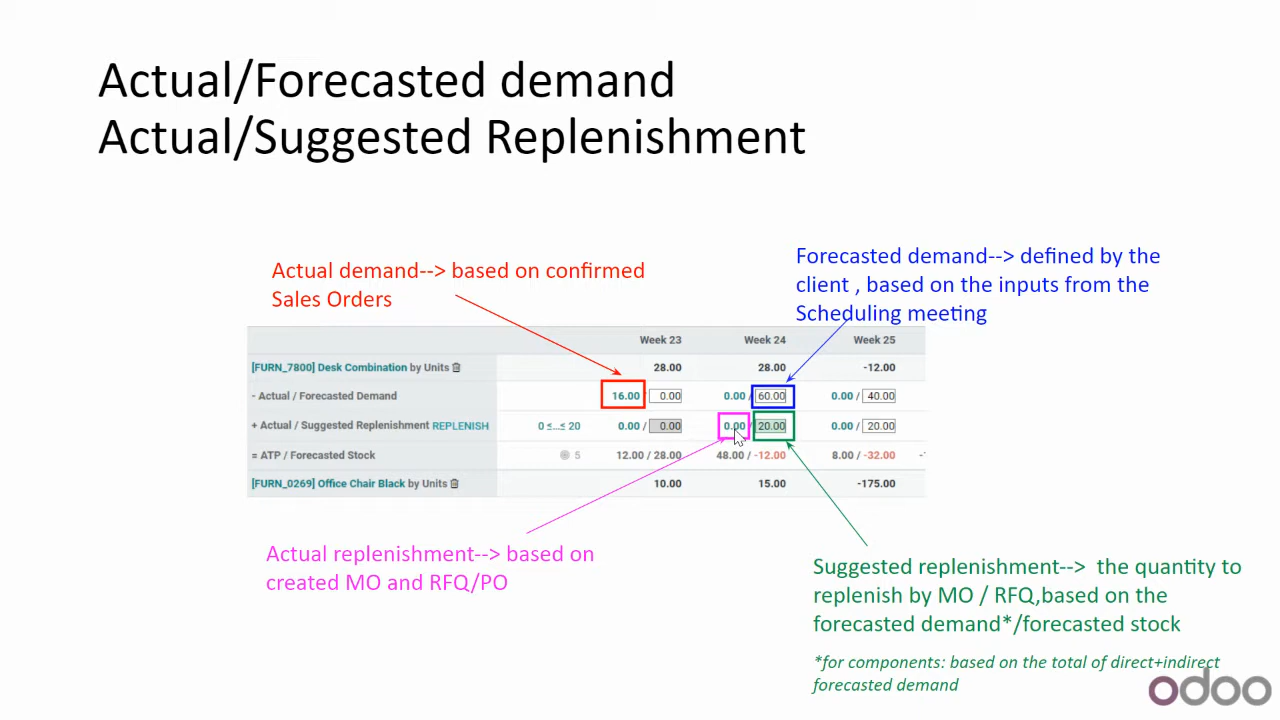 Actual/Forecasted demand
Actual/Suggested Replenishment
Actual demand--> based on confirmed
Sales Orders
Forecasted demand--> defined by the
client , based on the inputs from the
Scheduling meeting
Week 23 Week 24 Week 25
[FURN_7800] Desk Combination by Units 28.00 28.00 -12.00
- Actual / Forecasted Demand 16.00 / 0.00 0.00 / 60.00 0.00 / 40.00
+ Actual / Suggested Replenishment REPLENISH 0 ≤...≤ 20 0.00 / 0.00 0.00 / 20.00 0.00 / 20.00
= ATP / Forecasted Stock 5 12.00 / 28.00 48.00 / -12.00 8.00 / -32.00
[FURN_0269] Office Chair Black by Units 10.00 15.00 -175.00
Actual replenishment--> based on
created MO and RFQ/PO
Suggested replenishment--> the quantity to
replenish by MO / RFQ,based on the
forecasted demand*/forecasted stock
*for components: based on the total of direct+indirect
forecasted demand
odoo